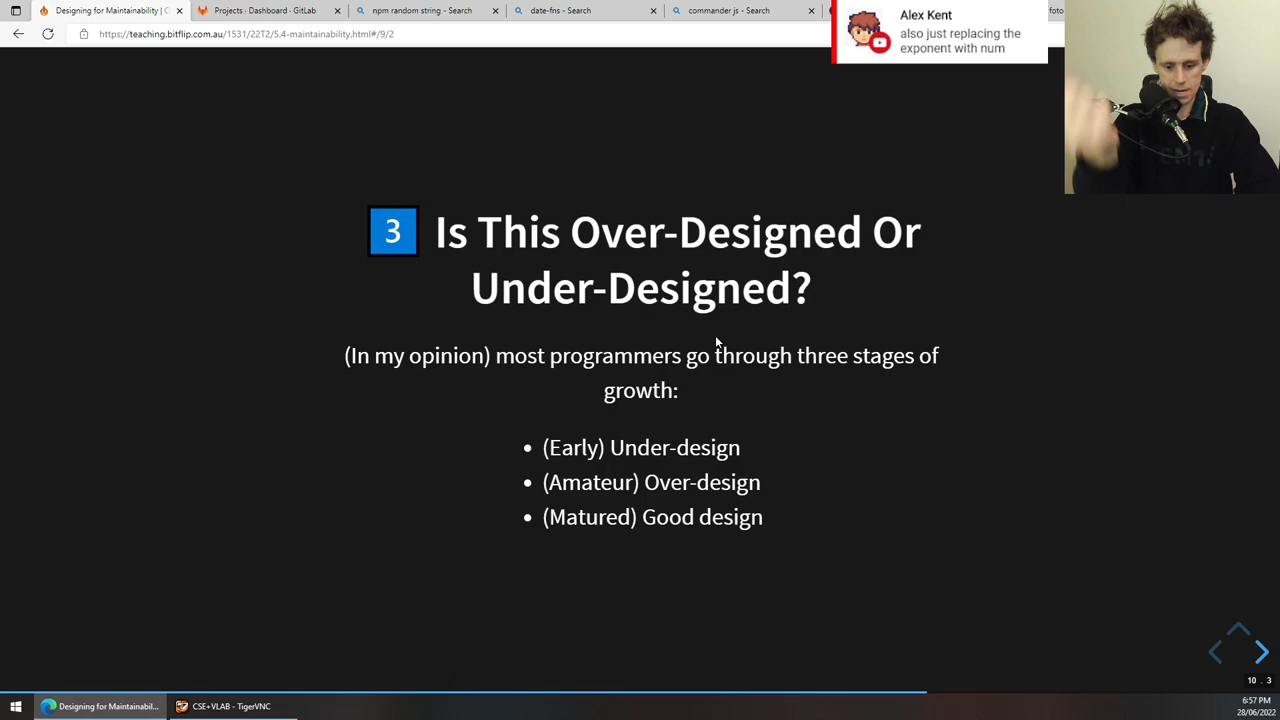 Designing for Maintainability | C
Projects · Dashboard · GitLab
npm random string - Search
date-fns - Search
commander js - Search
foto
https://teaching.bitflip.com.au/1531/22T2/5.4-maintainability.html#/9/2
Alex Kent
also just replacing the
exponent with num
3 Is This Over-Designed Or
Under-Designed?
(In my opinion) most programmers go through three stages of
growth:
• (Early) Under-design
• (Amateur) Over-design
• (Matured) Good design
10 . 3
Designing for Maintainabil...
CSE+VLAB - TigerVNC
6:57 PM
28/06/2022